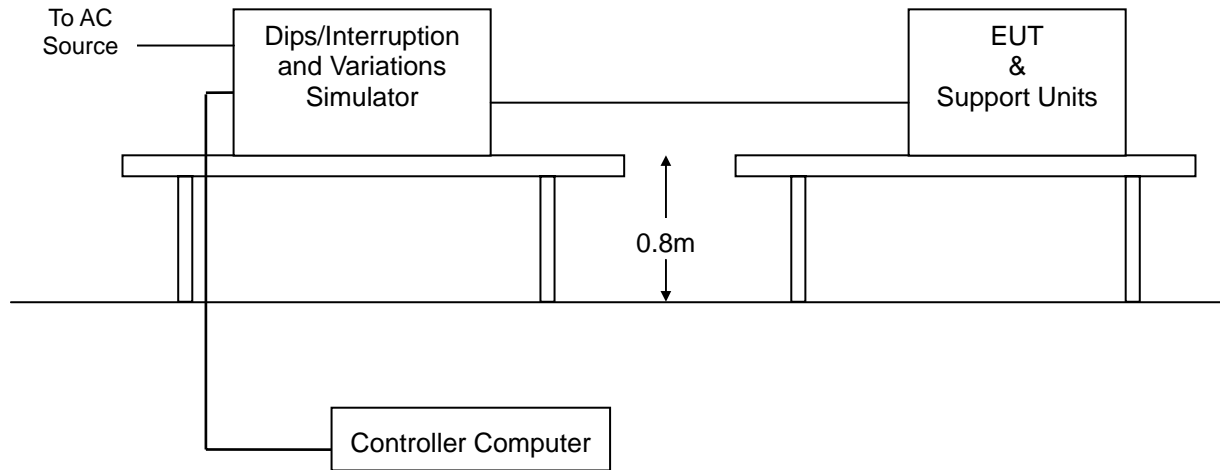 To AC
Source
Dips/Interruption
and Variations
Simulator
EUT
&
Support Units
0.8m
Controller Computer